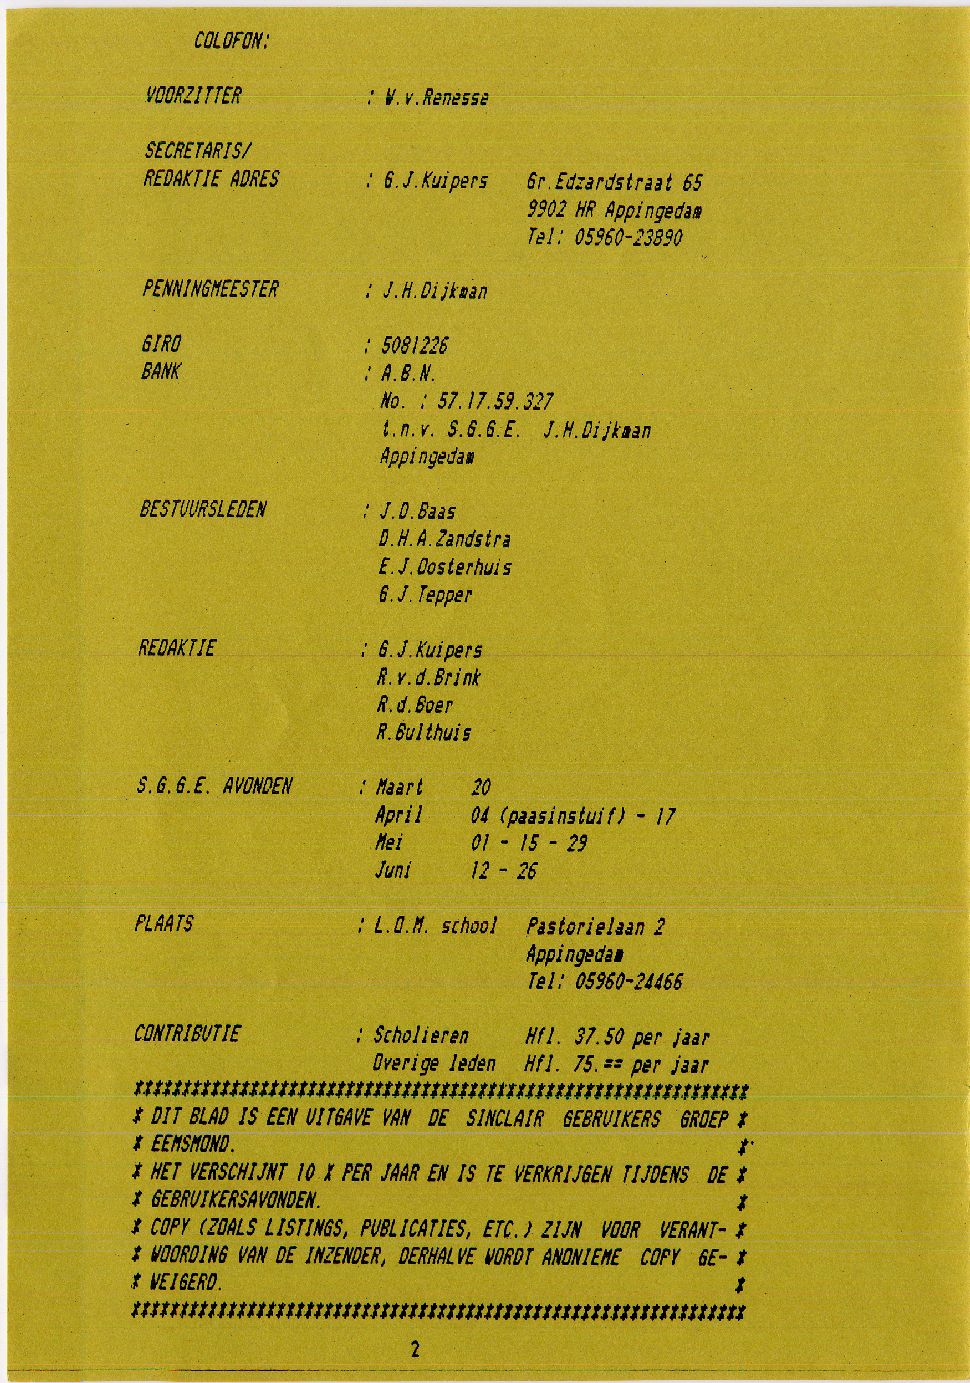 COLOFON:
VOORZITTER : W.v.Renesse
SECRETARIS/
REDAKTIE ADRES : G.J.Kuipers Gr.Edzardstraat 65
9902 HR Appingedam
Tel: 05960-23890
PENNINGMEESTER : J.H.Dijkman
GIRO : 5081226
BANK : A.B.N.
No. : 57.17.59.327
t.n.v. S.G.G.E. J.H.Dijkman
Appingedam
BESTUURSLEDEN : J.D.Baas
D.H.A.Zandstra
E.J.Oosterhuis
G.J.Tepper
REDAKTIE : G.J.Kuipers
R.v.d.Brink
R.d.Boer
R.Bulthuis
S.G.G.E. AVONDEN : Maart 20
April 04 (paasinstuif) - 17
Mei 01 - 15 - 29
Juni 12 - 26
PLAATS : L.O.M. school Pastorielaan 2
Appingedam
Tel: 05960-24466
CONTRIBUTIE : Scholieren Hfl. 37.50 per jaar
Overige leden Hfl. 75.== per jaar
****************************************************************
* DIT BLAD IS EEN UITGAVE VAN DE SINCLAIR GEBRUIKERS GROEP *
* EEMSMOND. *
* HET VERSCHIJNT 10 X PER JAAR EN IS TE VERKRIJGEN TIJDENS DE *
* GEBRUIKERSAVONDEN. *
* COPY (ZOALS LISTINGS, PUBLICATIES, ETC.) ZIJN VOOR VERANT- *
* WOORDING VAN DE INZENDER, DERHALVE WORDT ANONIEME COPY GE- *
* WEIGERD. *
****************************************************************
2